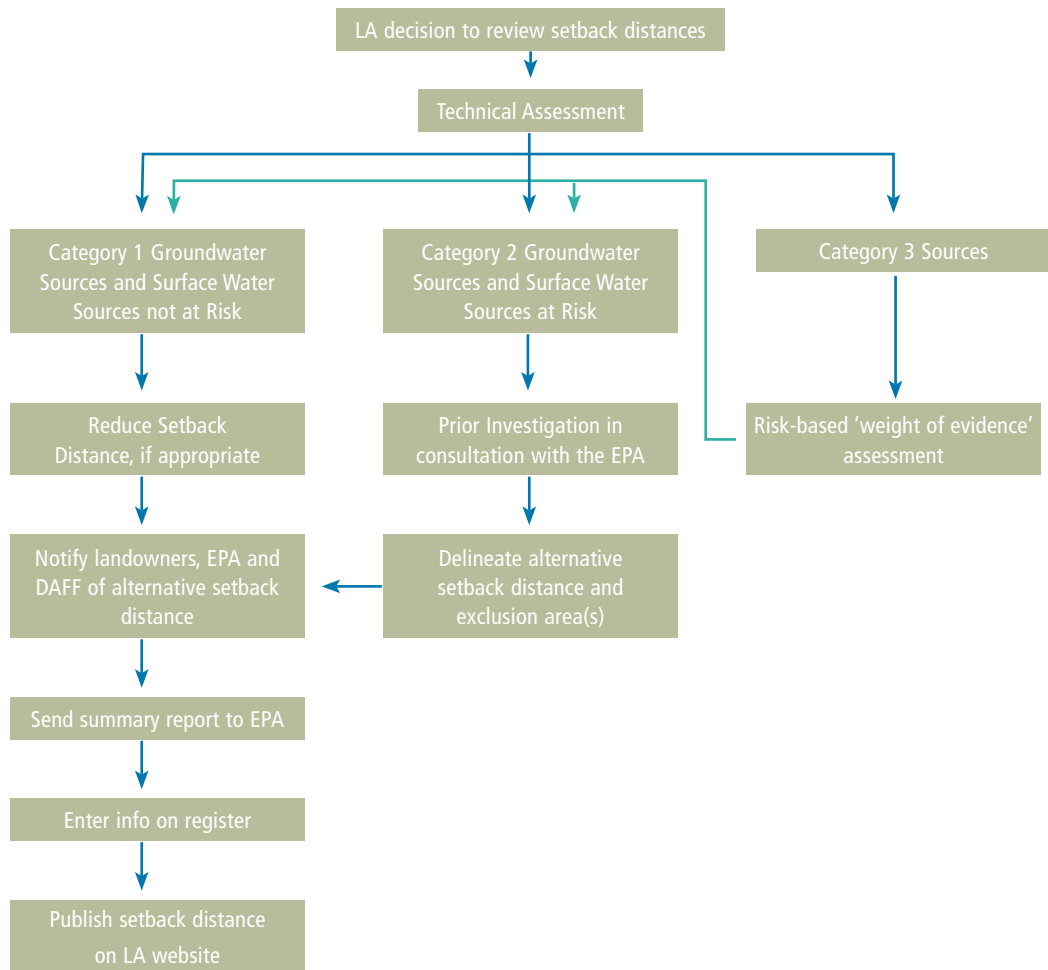 LA decision to review setback distances
Technical Assessment
Category 1 Groundwater
Sources and Surface Water
Sources not at Risk
Category 2 Groundwater
Sources and Surface Water
Sources at Risk
Category 3 Sources
Reduce Setback
Distance, if appropriate
Prior Investigation in
consultation with the EPA
Risk-based ‘weight of evidence’
assessment
Notify landowners, EPA and
DAFF of alternative setback
distance
Delineate alternative
setback distance and
exclusion area(s)
Send summary report to EPA
Enter info on register
Publish setback distance
on LA website